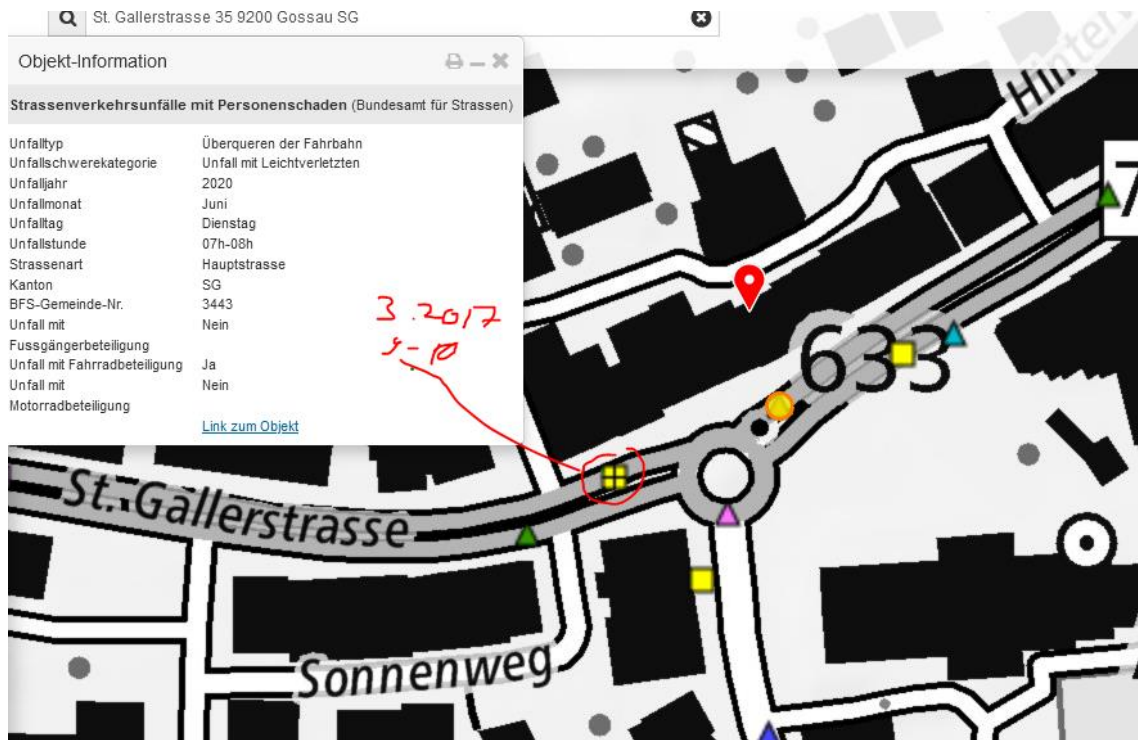 St. Gallerstrasse 35 9200 Gossau SG
Objekt-Information
Strassenverkehrsunfälle mit Personenschaden (Bundesamt für Strassen)
Unfalltyp Überqueren der Fahrbahn
Unfallschwerekategorie Unfall mit Leichtverletzten
Unfalljahr 2020
Unfallmonat Juni
Unfalltag Dienstag
Unfallstunde 07h-08h
Strassenart Hauptstrasse
Kanton SG
BFS-Gemeinde-Nr. 3443
Unfall mit Nein
Fussgängerbeteiligung
Unfall mit Fahrradbeteiligung Ja
Unfall mit Nein
Motorradbeteiligung
Link zum Objekt
3.2017
9-10
Hinter
7
633
St. Gallerstrasse
Sonnenweg